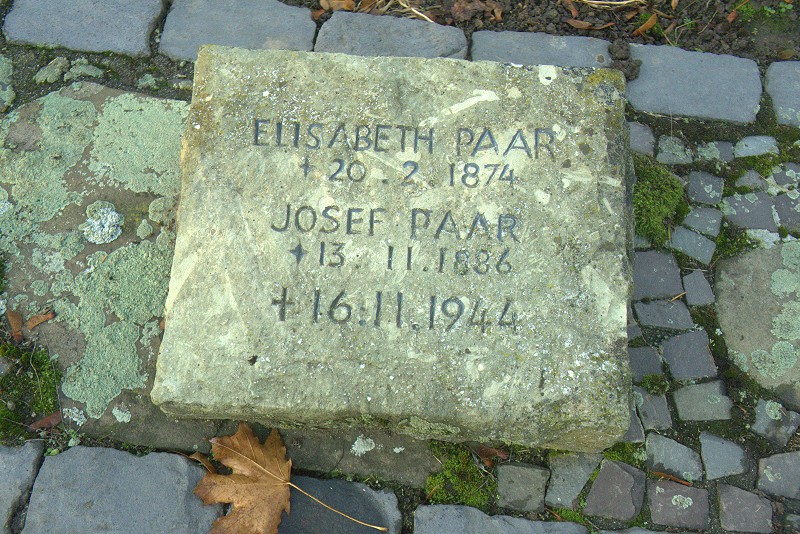 ELISABETH PAAR
+ 20 . 2 . 1874
JOSEF PAAR
+ 13. 11. 1886
+ 16. 11. 1944